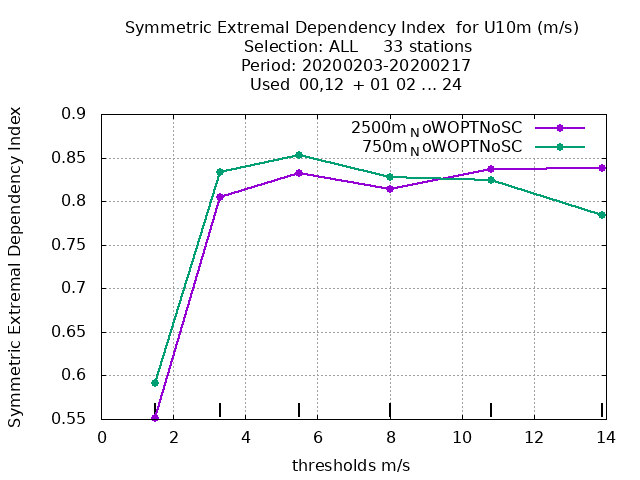 Symmetric Extremal Dependency Index for U10m (m/s)
Selection: ALL 33 stations
Period: 20200203-20200217
Used 00,12 + 01 02 ... 24
Symmetric Extremal Dependency Index
0.9
0.85
0.8
0.75
0.7
0.65
0.6
0.55
2500m_NoWOPTNoSC
750m_NoWOPTNoSC
0 2 4 6 8 10 12 14
thresholds m/s